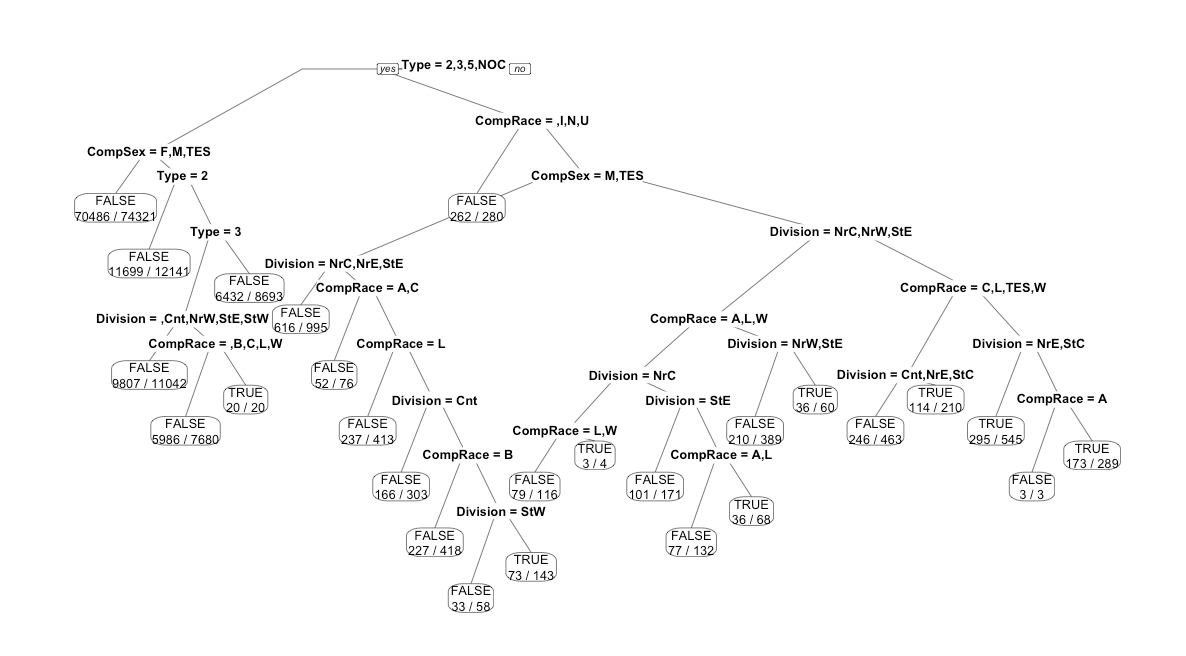 yes Type = 2,3,5,NOC no
CompRace = ,I,N,U
CompSex = F,M,TES
Type = 2
CompSex = M,TES
FALSE
70486 / 74321
FALSE
262 / 280
Type = 3
Division = NrC,NrW,StE
FALSE
11699 / 12141
Division = NrC,NrE,StE
FALSE
6432 / 8693
CompRace = A,C
CompRace = C,L,TES,W
Division = ,Cnt,NrW,StE,StW
FALSE
616 / 995
CompRace = A,L,W
CompRace = ,B,C,L,W
CompRace = L
Division = NrW,StE
Division = NrE,StC
FALSE
9807 / 11042
FALSE
52 / 76
Division = NrC
Division = Cnt,NrE,StC
TRUE
20 / 20
Division = Cnt
Division = StE
TRUE
36 / 60
TRUE
114 / 210
CompRace = A
FALSE
5986 / 7680
FALSE
237 / 413
CompRace = L,W
FALSE
210 / 389
FALSE
246 / 463
TRUE
295 / 545
CompRace = B
TRUE
3 / 4
CompRace = A,L
TRUE
173 / 289
FALSE
166 / 303
FALSE
79 / 116
FALSE
101 / 171
FALSE
3 / 3
Division = StW
TRUE
36 / 68
FALSE
227 / 418
FALSE
77 / 132
TRUE
73 / 143
FALSE
33 / 58